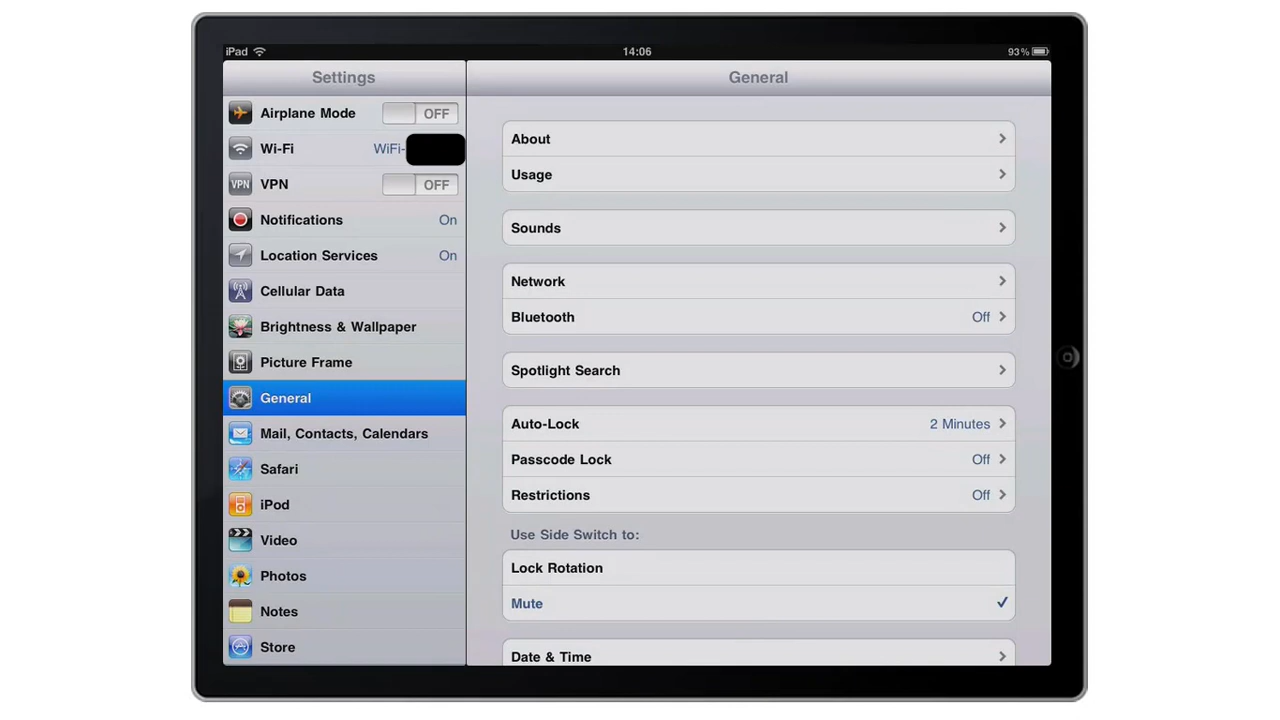 iPad 14:06 93%
Settings
General
Airplane Mode OFF
Wi-Fi WiFi-
VPN VPN OFF
Notifications On
Location Services On
Cellular Data
Brightness & Wallpaper
Picture Frame
General
Mail, Contacts, Calendars
Safari
iPod
Video
Photos
Notes
Store
About
Usage
Sounds
Network
Bluetooth Off
Spotlight Search
Auto-Lock 2 Minutes
Passcode Lock Off
Restrictions Off
Use Side Switch to:
Lock Rotation
Mute
Date & Time